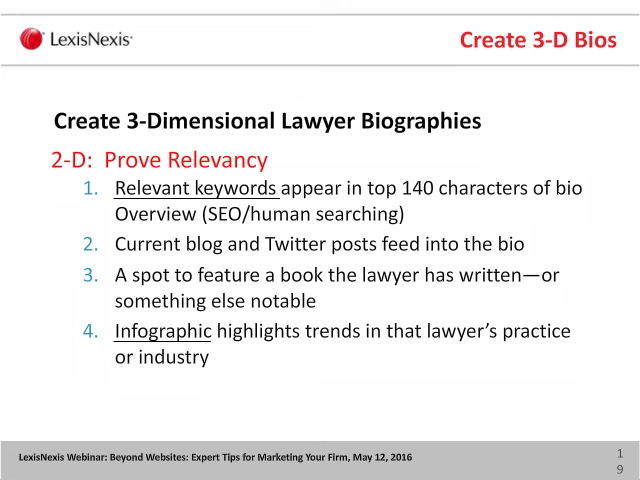 LexisNexis®
Create 3-D Bios
Create 3-Dimensional Lawyer Biographies
2-D: Prove Relevancy
1. Relevant keywords appear in top 140 characters of bio
Overview (SEO/human searching)
2. Current blog and Twitter posts feed into the bio
3. A spot to feature a book the lawyer has written—or
something else notable
4. Infographic highlights trends in that lawyer's practice
or industry
LexisNexis Webinar: Beyond Websites: Expert Tips for Marketing Your Firm, May 12, 2016
1
9